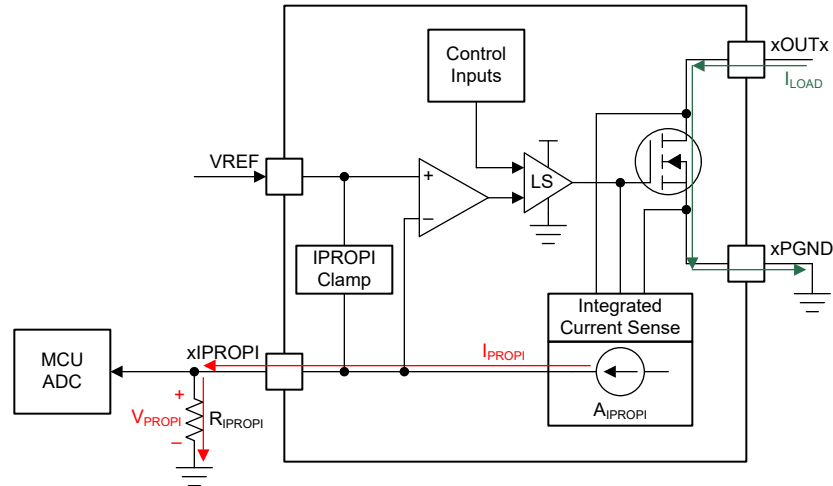 Control
Inputs
xOUTx
ILOAD
VREF
+
−
LS
IPROPI
Clamp
xPGND
Integrated
Current Sense
MCU
ADC
xIPROPI
IPROPI
AIPROPI
+
VPROPI
−
RIPROPI